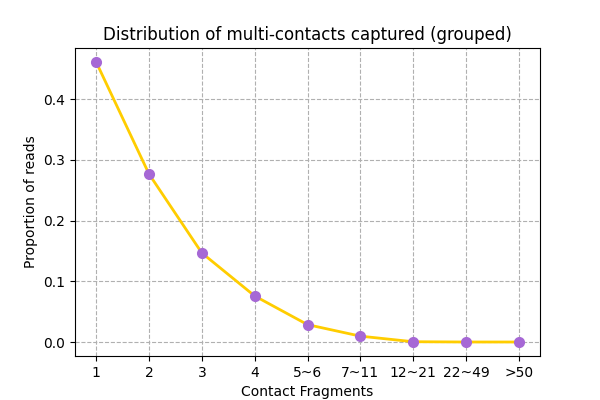 Distribution of multi-contacts captured (grouped)
Proportion of reads
0.4
0.3
0.2
0.1
0.0
1 2 3 4 5~6 7~11 12~21 22~49 >50
Contact Fragments